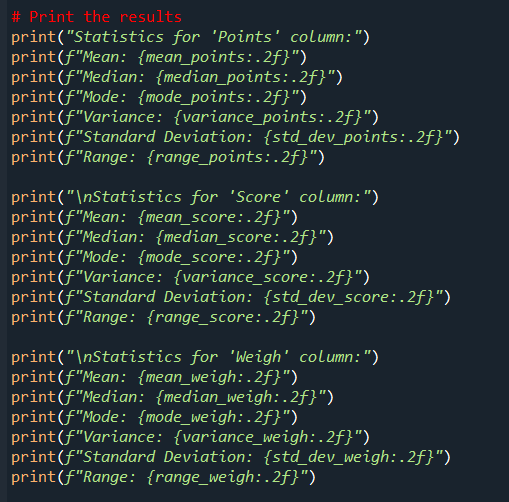 # Print the results
print("Statistics for 'Points' column:")
print(f"Mean: {mean_points:.2f}")
print(f"Median: {median_points:.2f}")
print(f"Mode: {mode_points:.2f}")
print(f"Variance: {variance_points:.2f}")
print(f"Standard Deviation: {std_dev_points:.2f}")
print(f"Range: {range_points:.2f}")

print("\nStatistics for 'Score' column:")
print(f"Mean: {mean_score:.2f}")
print(f"Median: {median_score:.2f}")
print(f"Mode: {mode_score:.2f}")
print(f"Variance: {variance_score:.2f}")
print(f"Standard Deviation: {std_dev_score:.2f}")
print(f"Range: {range_score:.2f}")

print("\nStatistics for 'Weigh' column:")
print(f"Mean: {mean_weigh:.2f}")
print(f"Median: {median_weigh:.2f}")
print(f"Mode: {mode_weigh:.2f}")
print(f"Variance: {variance_weigh:.2f}")
print(f"Standard Deviation: {std_dev_weigh:.2f}")
print(f"Range: {range_weigh:.2f}")